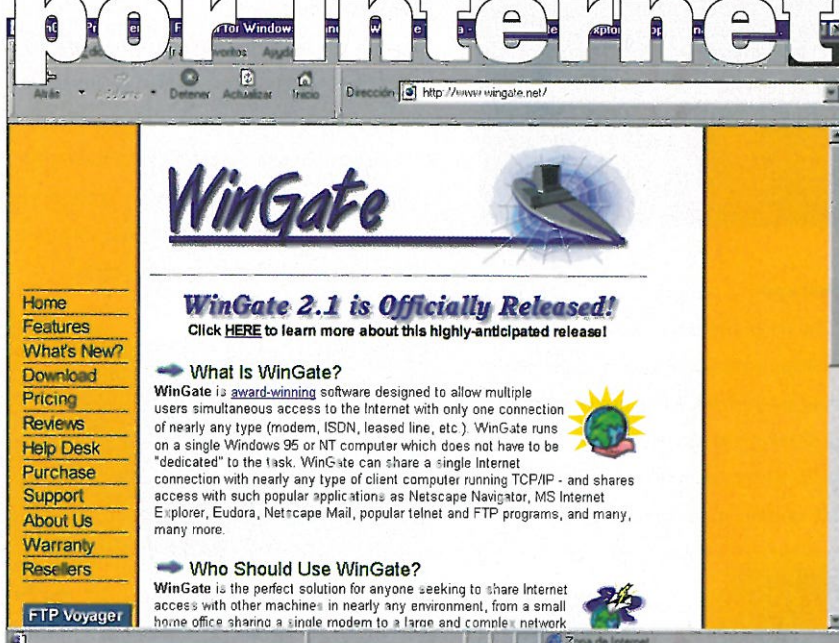 por Internet
Atrás Detener Actualizar Inicio Dirección http://www.wingate.net/
WinGate
WinGate 2.1 is Officially Released!
Click HERE to learn more about this highly-anticipated release!
Home
Features
What's New?
Download
Pricing
Reviews
Help Desk
Purchase
Support
About Us
Warranty
Resellers
FTP Voyager
What Is WinGate?
WinGate is award-winning software designed to allow multiple
users simultaneous access to the Internet with only one connection
of nearly any type (modem, ISDN, leased line, etc.). WinGate runs
on a single Windows 95 or NT computer which does not have to be
"dedicated" to the task. WinGate can share a single Internet
connection with nearly any type of client computer running TCP/IP - and shares
access with such popular applications as Netscape Navigator, MS Internet
Explorer, Eudora, Netscape Mail, popular telnet and FTP programs, and many,
many more.
Who Should Use WinGate?
WinGate is the perfect solution for anyone seeking to share Internet
access with other machines in nearly any environment, from a small
home office sharing a single modem to a large and complex network
Zona de Internet